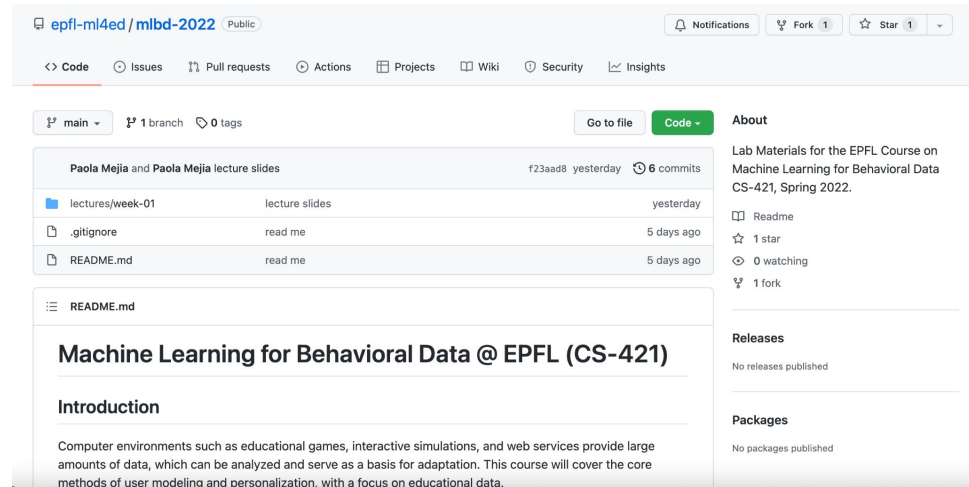 epfl-ml4ed / mlbd-2022 Public
Notifications Fork 1 Star 1
Code Issues Pull requests Actions Projects Wiki Security Insights
main 1 branch 0 tags Go to file Code
Paola Mejia and Paola Mejia lecture slides f23aad8 yesterday 6 commits
lectures/week-01 lecture slides yesterday
.gitignore read me 5 days ago
README.md read me 5 days ago
README.md
Machine Learning for Behavioral Data @ EPFL (CS-421)
Introduction
Computer environments such as educational games, interactive simulations, and web services provide large
amounts of data, which can be analyzed and serve as a basis for adaptation. This course will cover the core
methods of user modeling and personalization, with a focus on educational data.
About
Lab Materials for the EPFL Course on
Machine Learning for Behavioral Data
CS-421, Spring 2022.
Readme
1 star
0 watching
1 fork
Releases
No releases published
Packages
No packages published